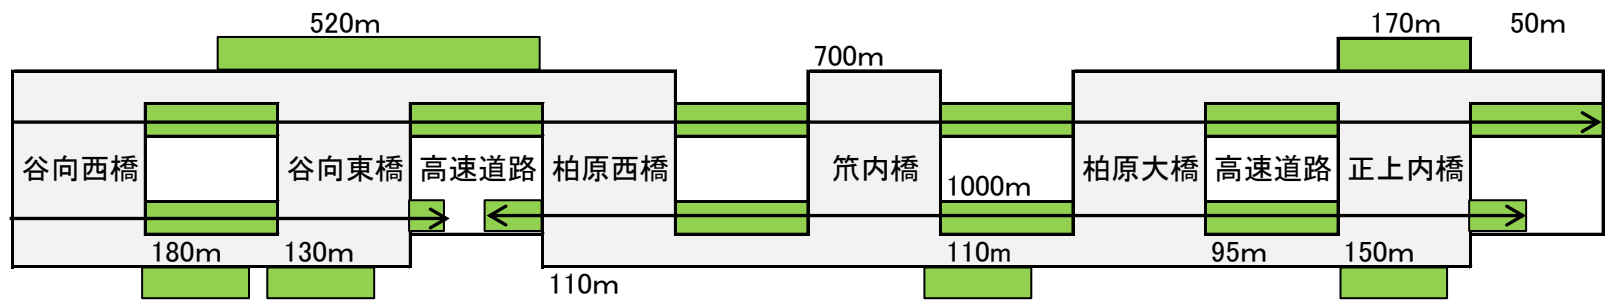 520m
170m
50m
700m
谷向西橋
谷向東橋
高速道路
柏原西橋
笊内橋
柏原大橋
高速道路
正上内橋
1000m
180m
130m
110m
110m
95m
150m